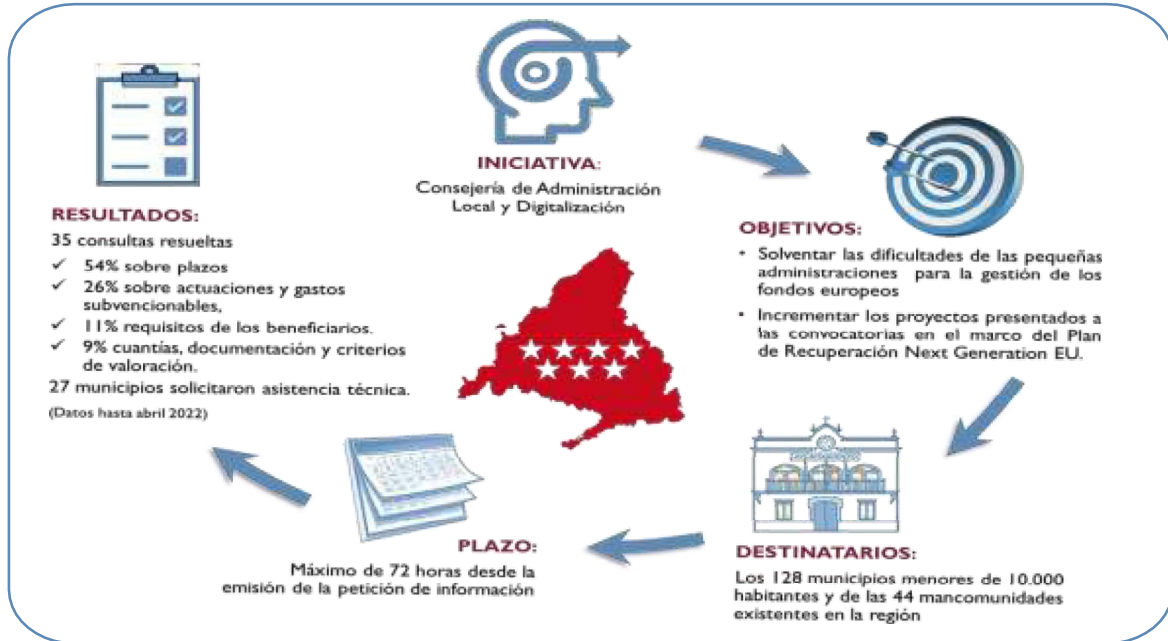 INICIATIVA:
Consejería de Administración
Local y Digitalización
OBJETIVOS:
• Solventar las dificultades de las pequeñas
administraciones para la gestión de los
fondos europeos
• Incrementar los proyectos presentados a
las convocatorias en el marco del Plan
de Recuperación Next Generation EU.
DESTINATARIOS:
Los 128 municipios menores de 10.000
habitantes y de las 44 mancomunidades
existentes en la región
PLAZO:
Máximo de 72 horas desde la
emisión de la petición de información
RESULTADOS:
35 consultas resueltas
✓ 54% sobre plazos
✓ 26% sobre actuaciones y gastos
subvencionables,
✓ 11% requisitos de los beneficiarios.
✓ 9% cuantías, documentación y criterios
de valoración.
27 municipios solicitaron asistencia técnica.
(Datos hasta abril 2022)